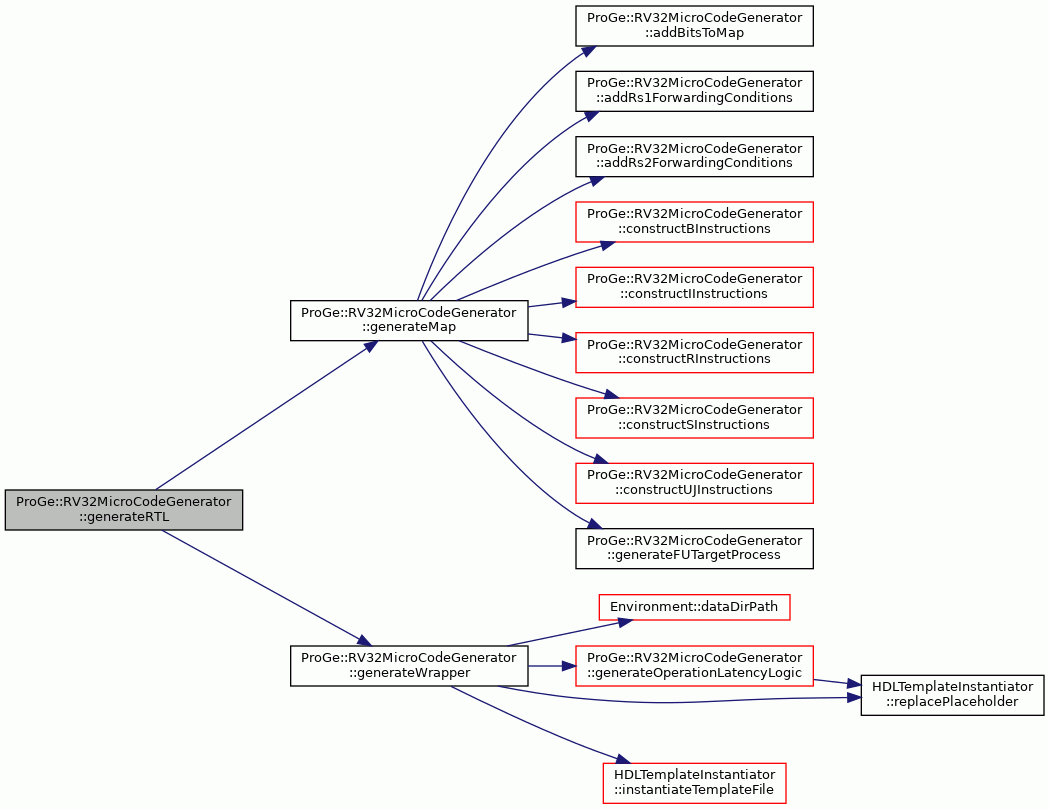 ProGe::RV32MicroCodeGenerator
::addBitsToMap
ProGe::RV32MicroCodeGenerator
::addRs1ForwardingConditions
ProGe::RV32MicroCodeGenerator
::addRs2ForwardingConditions
ProGe::RV32MicroCodeGenerator
::constructBInstructions
ProGe::RV32MicroCodeGenerator
::constructIInstructions
ProGe::RV32MicroCodeGenerator
::generateMap
ProGe::RV32MicroCodeGenerator
::constructRInstructions
ProGe::RV32MicroCodeGenerator
::constructSInstructions
ProGe::RV32MicroCodeGenerator
::constructUJInstructions
ProGe::RV32MicroCodeGenerator
::generateRTL
ProGe::RV32MicroCodeGenerator
::generateFUTargetProcess
Environment::dataDirPath
ProGe::RV32MicroCodeGenerator
::generateWrapper
ProGe::RV32MicroCodeGenerator
::generateOperationLatencyLogic
HDLTemplateInstantiator
::replacePlaceholder
HDLTemplateInstantiator
::instantiateTemplateFile